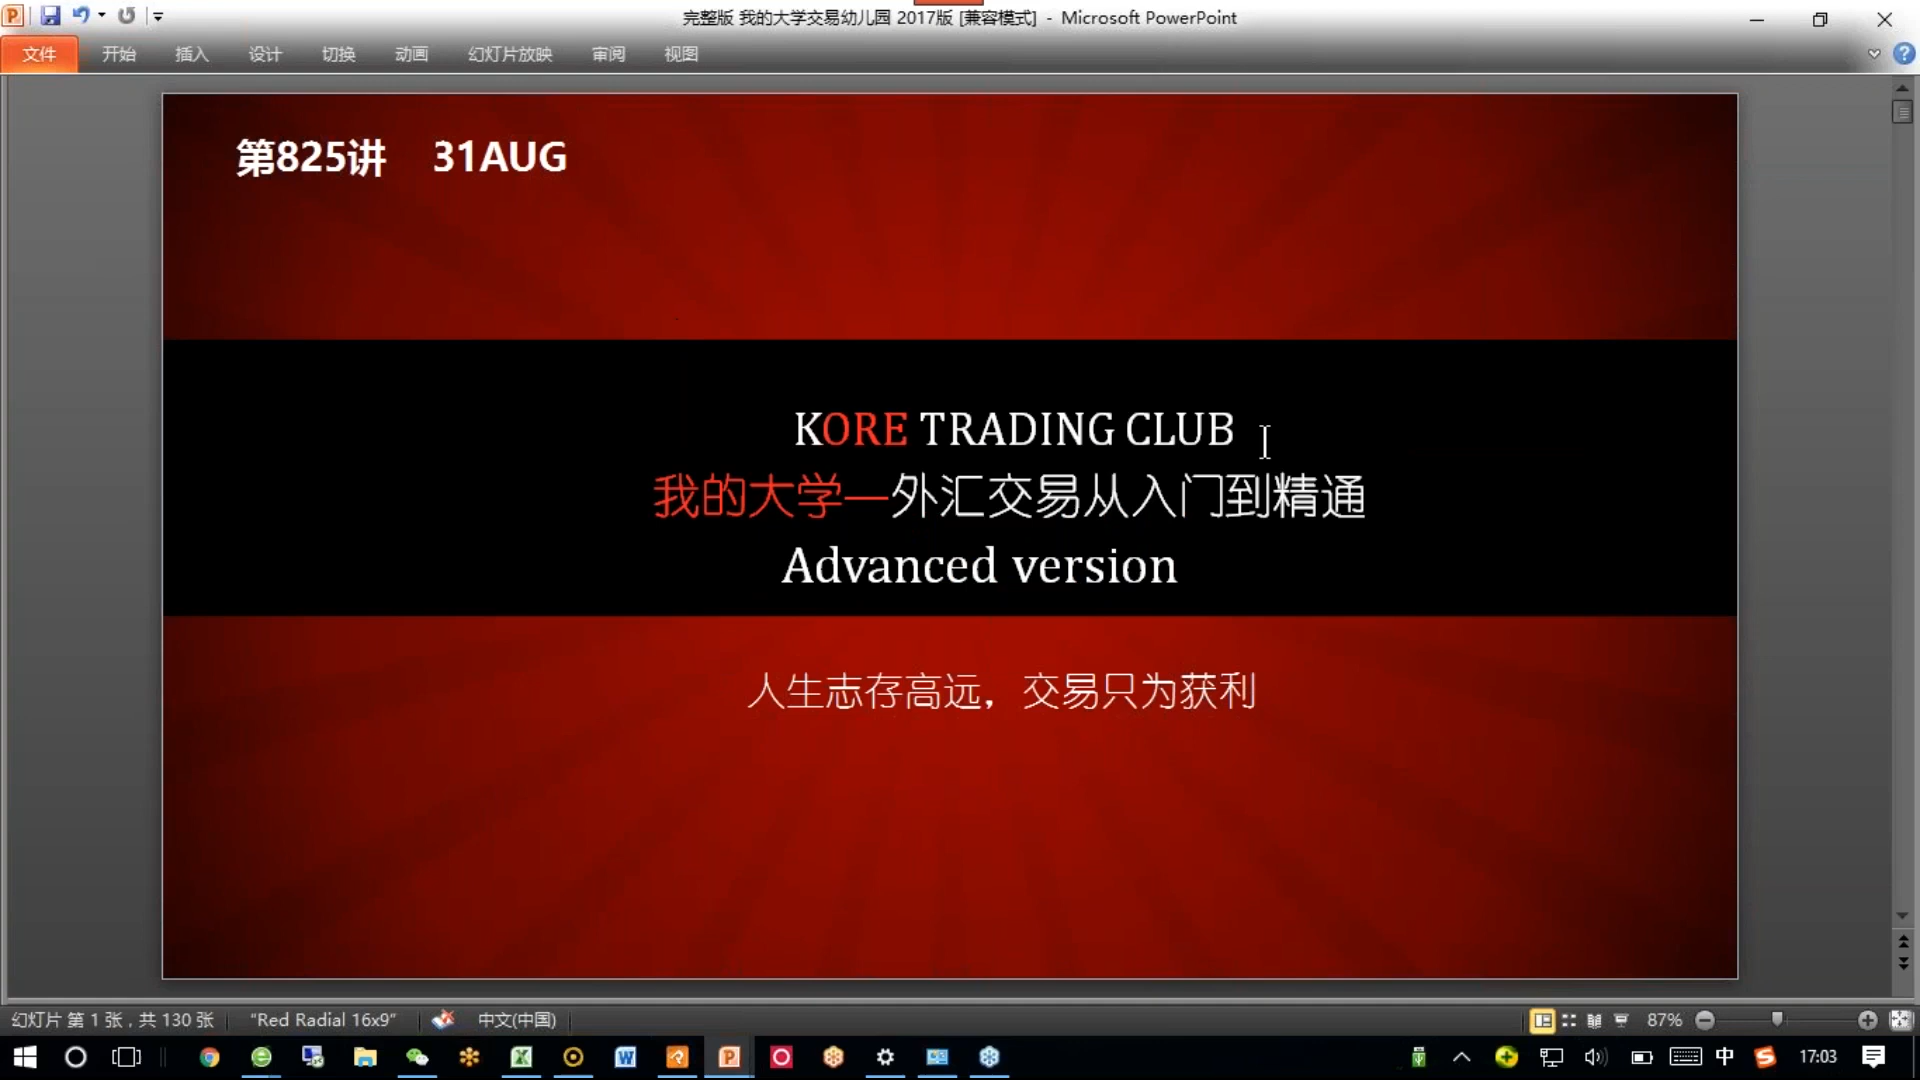 完整版 我的大学交易幼儿园 2017版 [兼容模式] - Microsoft PowerPoint
文件 开始 插入 设计 切换 动画 幻灯片放映 审阅 视图
第825讲 31AUG
KORE TRADING CLUB
我的大学—外汇交易从入门到精通
Advanced version
人生志存高远，交易只为获利
幻灯片 第 1 张，共 130 张 "Red Radial 16x9" 中文(中国) 87%
中 17:03